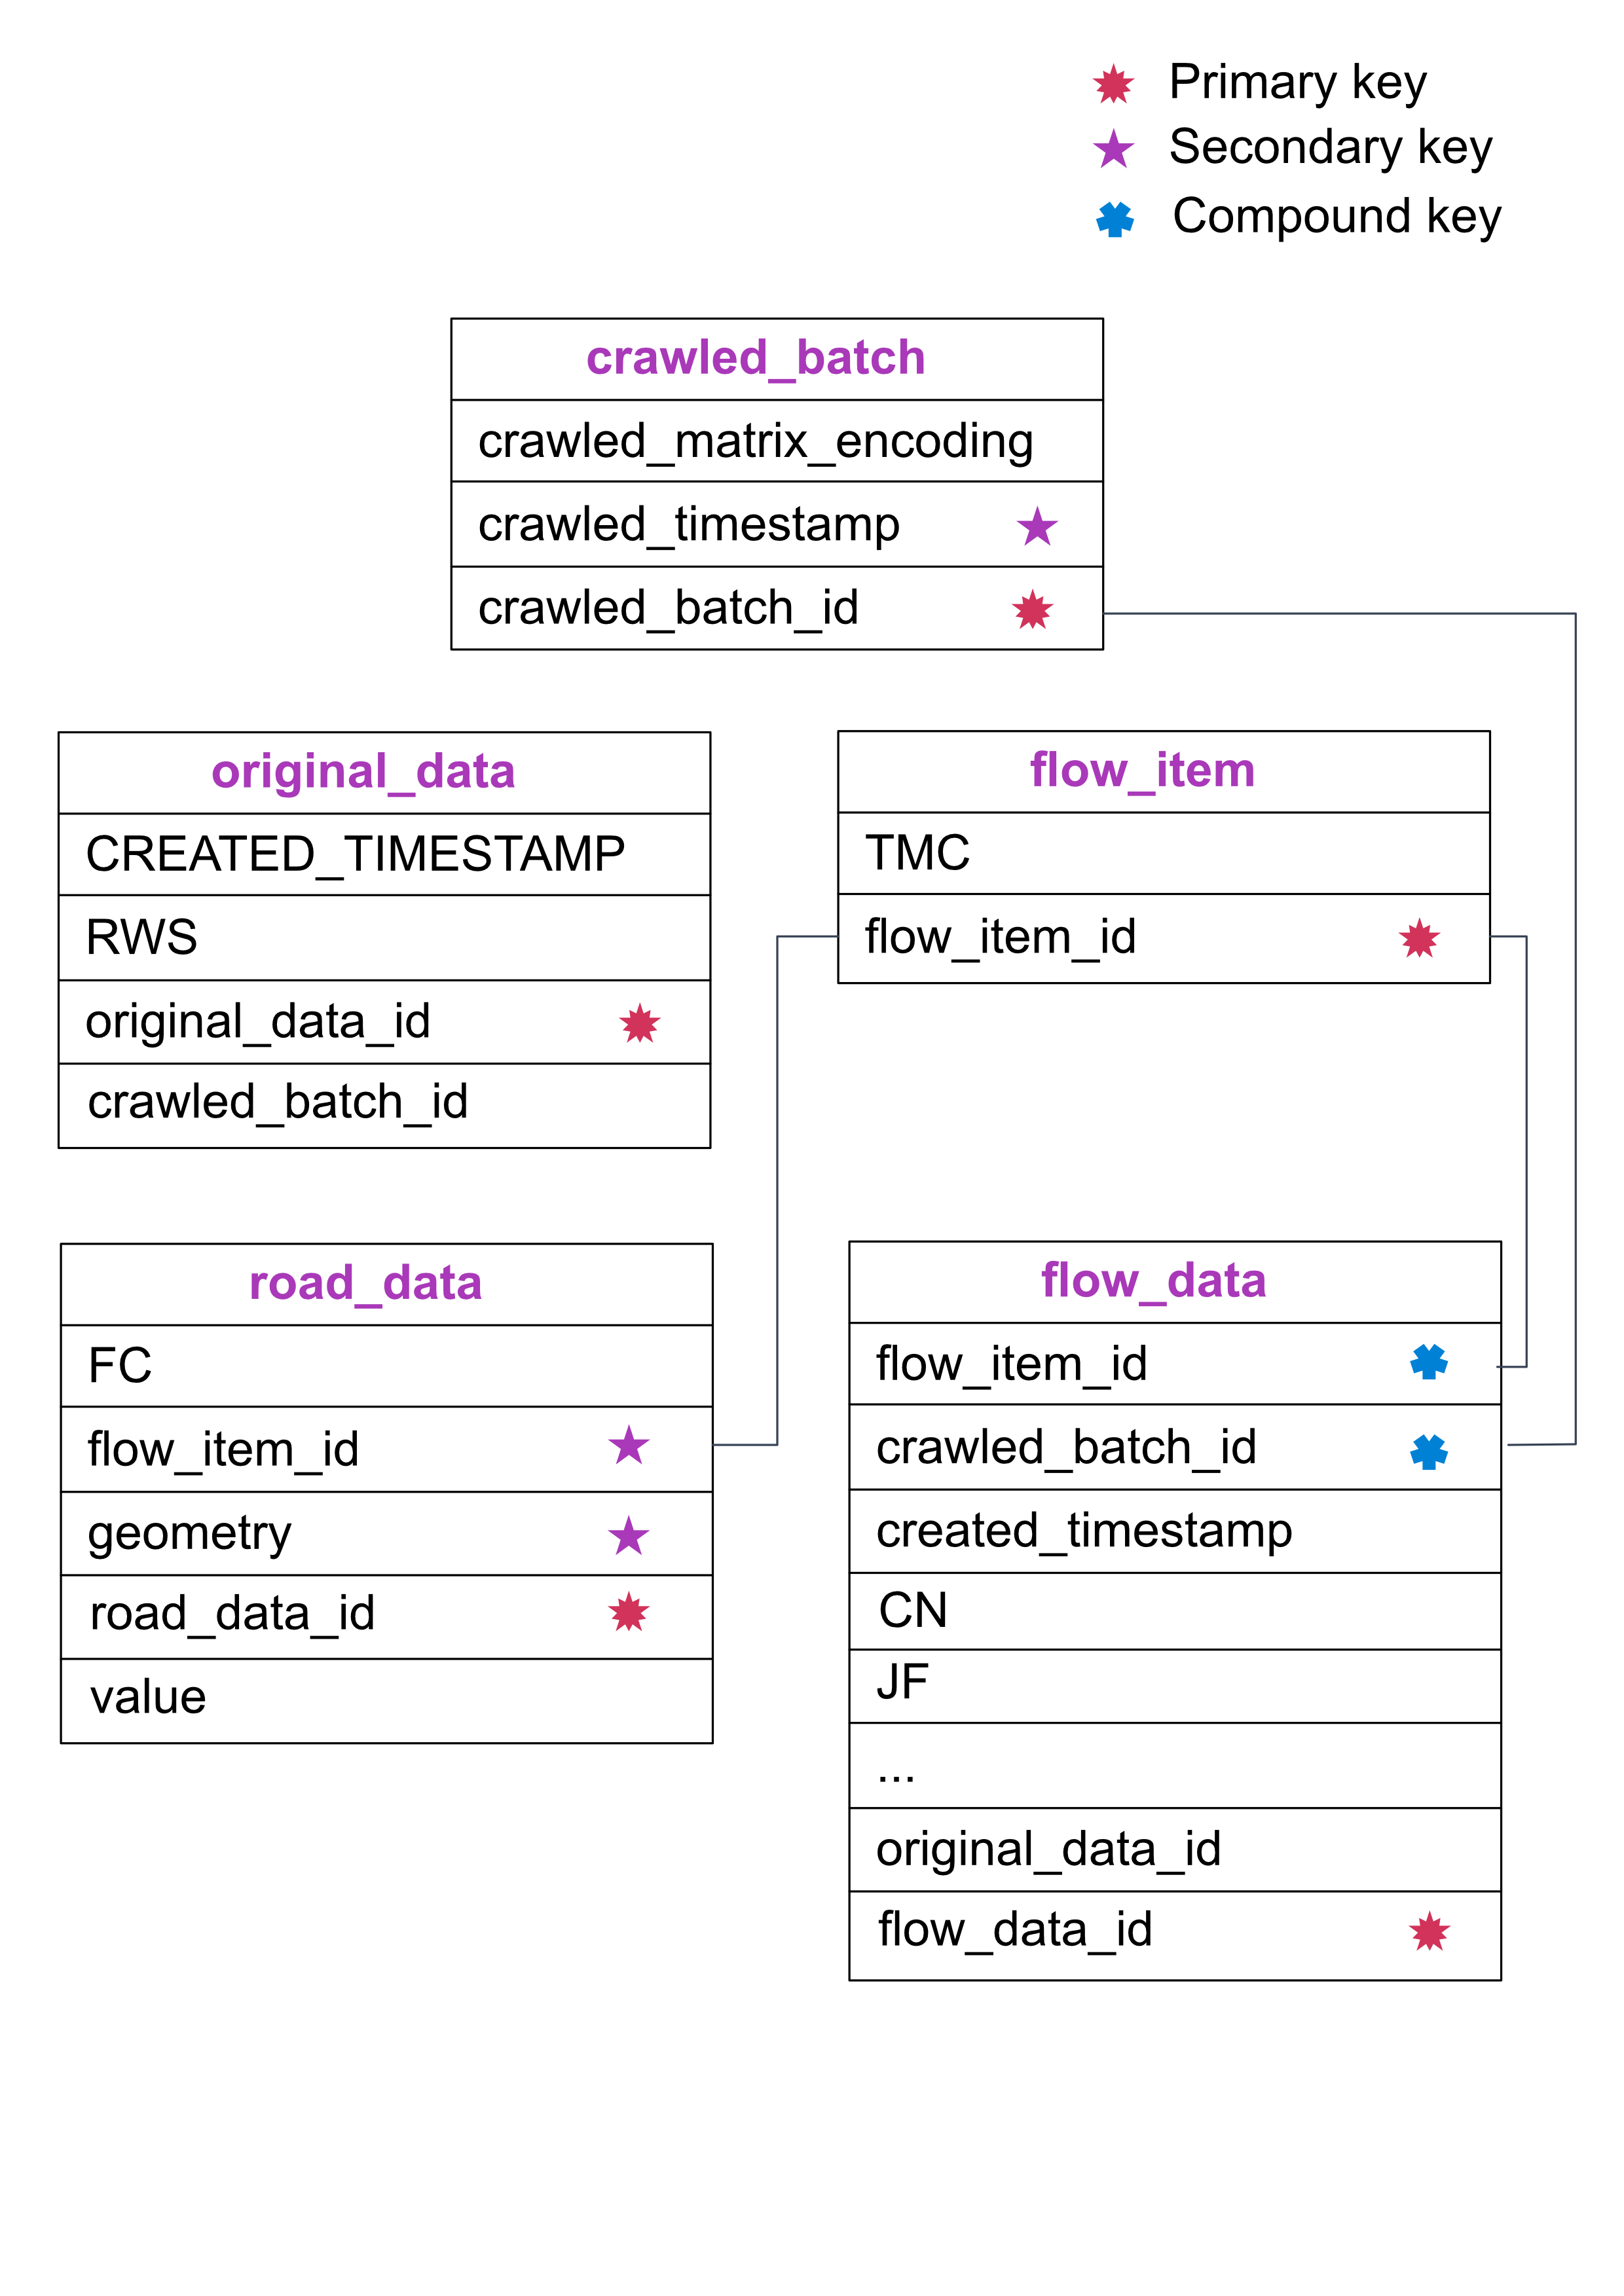 Primary key
Secondary key
Compound key
crawled_batch
crawled_matrix_encoding
crawled_timestamp
crawled_batch_id
original_data
CREATED_TIMESTAMP
RWS
original_data_id
crawled_batch_id
flow_item
TMC
flow_item_id
road_data
FC
flow_item_id
geometry
road_data_id
value
flow_data
flow_item_id
crawled_batch_id
created_timestamp
CN
JF
...
original_data_id
flow_data_id